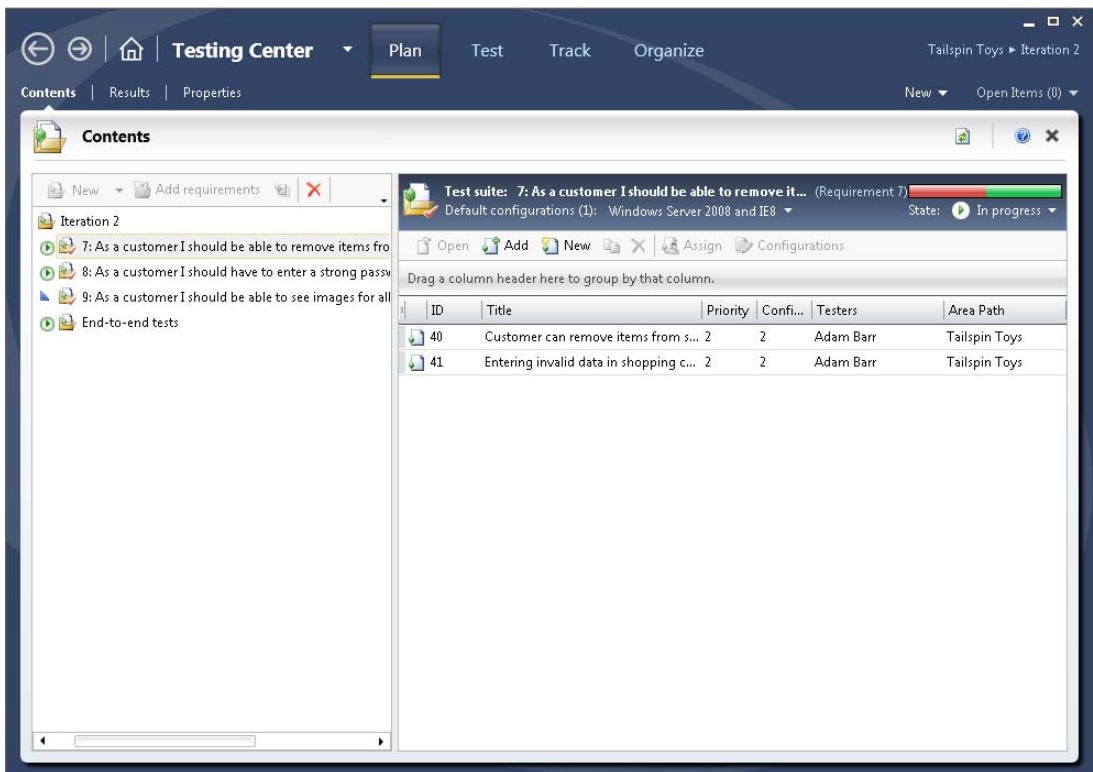 Testing Center
Plan
Test
Track
Organize
Tailspin Toys ▸ Iteration 2
Contents | Results | Properties
New
Open Items (0)
Contents
New
Add requirements
Iteration 2
7: As a customer I should be able to remove items fro
8: As a customer I should have to enter a strong passw
9: As a customer I should be able to see images for all
End-to-end tests
Test suite: 7: As a customer I should be able to remove it... (Requirement 7)
Default configurations (1): Windows Server 2008 and IE8
State: In progress
Open Add New Assign Configurations
Drag a column header here to group by that column.
ID Title Priority Confi... Testers Area Path
40 Customer can remove items from s... 2 2 Adam Barr Tailspin Toys
41 Entering invalid data in shopping c... 2 2 Adam Barr Tailspin Toys